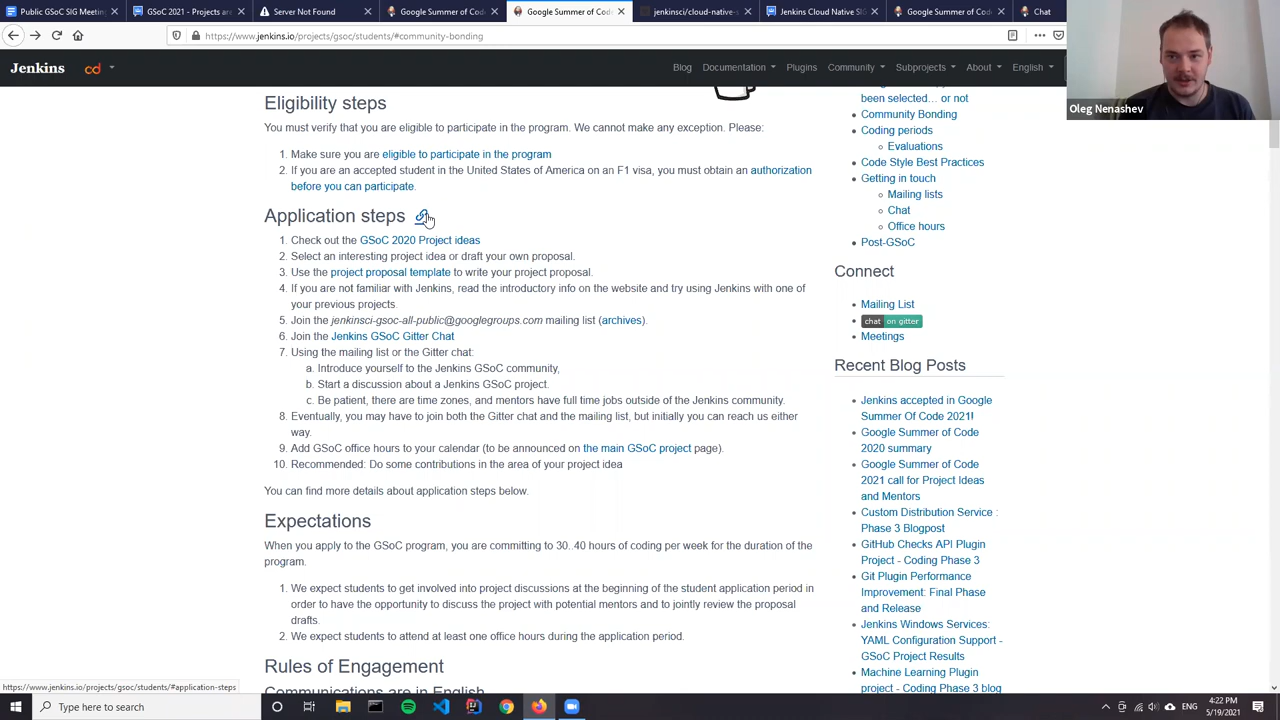 Public GSoC SIG Meeting
GSoC 2021 - Projects are
Server Not Found
Google Summer of Code
Google Summer of Code
jenkinsci/cloud-native-s
Jenkins Cloud Native SIG
Google Summer of Code
Chat
https://www.jenkins.io/projects/gsoc/students/#community-bonding
Jenkins
cd
Blog
Documentation
Plugins
Community
Subprojects
About
English
Oleg Nenashev
Eligibility steps
You must verify that you are eligible to participate in the program. We cannot make any exception. Please:
1. Make sure you are eligible to participate in the program
2. If you are an accepted student in the United States of America on an F1 visa, you must obtain an authorization
before you can participate.
Application steps
1. Check out the GSoC 2020 Project ideas
2. Select an interesting project idea or draft your own proposal.
3. Use the project proposal template to write your project proposal.
4. If you are not familiar with Jenkins, read the introductory info on the website and try using Jenkins with one of
your previous projects.
5. Join the jenkinsci-gsoc-all-public@googlegroups.com mailing list (archives).
6. Join the Jenkins GSoC Gitter Chat
7. Using the mailing list or the Gitter chat:
a. Introduce yourself to the Jenkins GSoC community,
b. Start a discussion about a Jenkins GSoC project.
c. Be patient, there are time zones, and mentors have full time jobs outside of the Jenkins community.
8. Eventually, you may have to join both the Gitter chat and the mailing list, but initially you can reach us either
way.
9. Add GSoC office hours to your calendar (to be announced on the main GSoC project page).
10. Recommended: Do some contributions in the area of your project idea
You can find more details about application steps below.
Expectations
When you apply to the GSoC program, you are committing to 30..40 hours of coding per week for the duration of the
program.
1. We expect students to get involved into project discussions at the beginning of the student application period in
order to have the opportunity to discuss the project with potential mentors and to jointly review the proposal
drafts.
2. We expect students to attend at least one office hours during the application period.
Rules of Engagement
Communications are in English
been selected… or not
Community Bonding
Coding periods
Evaluations
Code Style Best Practices
Getting in touch
Mailing lists
Chat
Office hours
Post-GSoC
Connect
Mailing List
chat on gitter
Meetings
Recent Blog Posts
Jenkins accepted in Google
Summer Of Code 2021!
Google Summer of Code
2020 summary
Google Summer of Code
2021 call for Project Ideas
and Mentors
Custom Distribution Service :
Phase 3 Blogpost
GitHub Checks API Plugin
Project - Coding Phase 3
Git Plugin Performance
Improvement: Final Phase
and Release
Jenkins Windows Services:
YAML Configuration Support -
GSoC Project Results
Machine Learning Plugin
project - Coding Phase 3 blog
https://www.jenkins.io/projects/gsoc/students/#application-steps
Type here to search
4:22 PM
5/19/2021